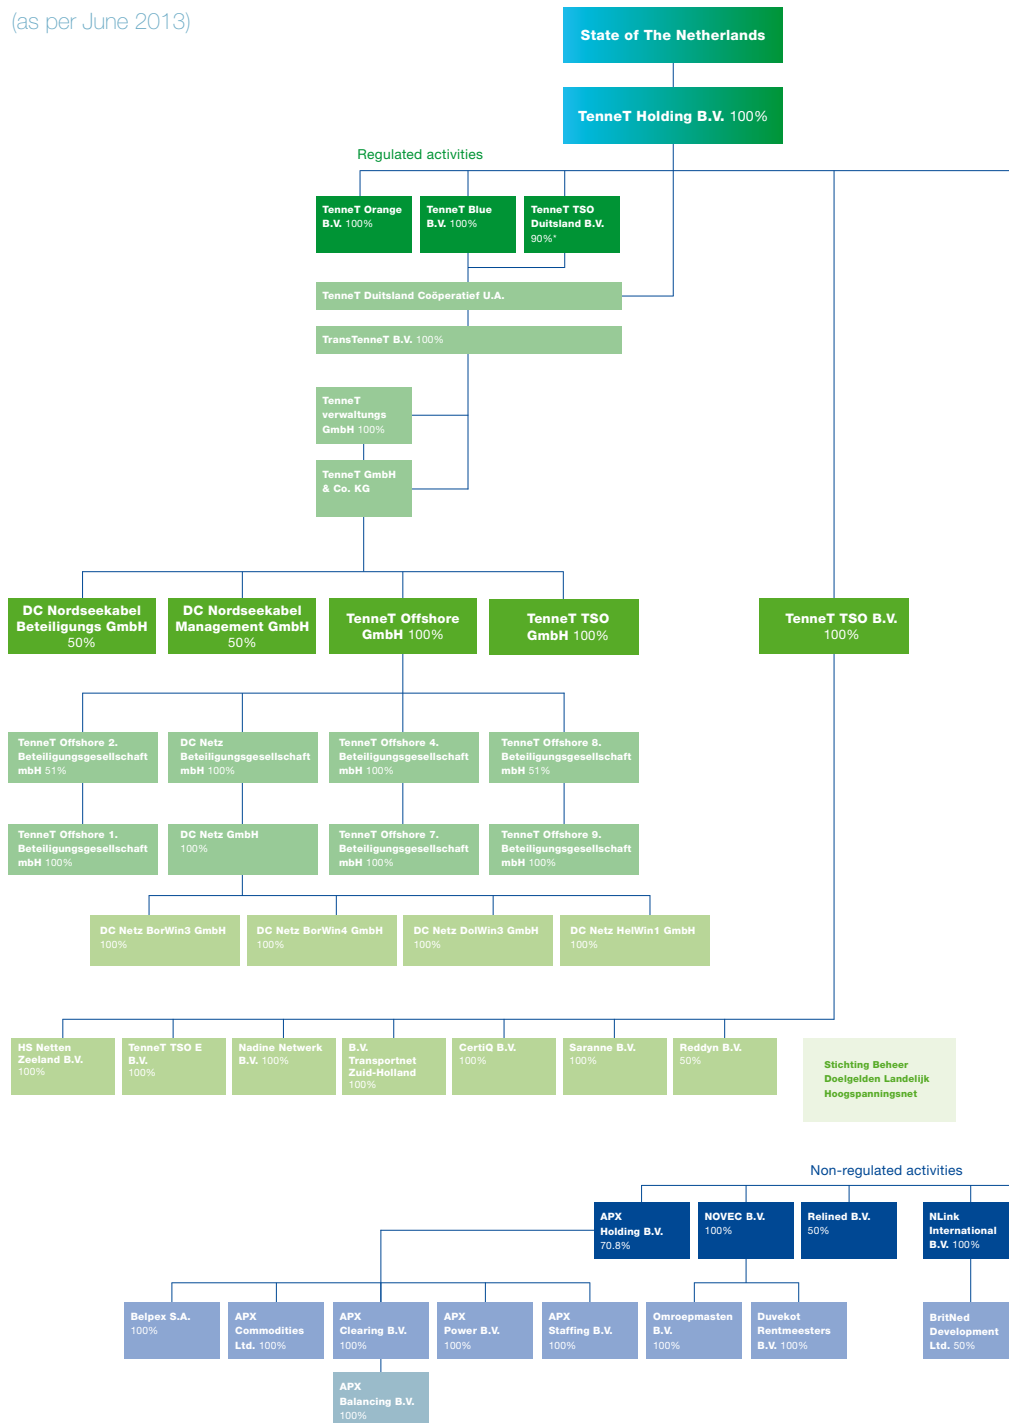 (as per June 2013)
State of The Netherlands
TenneT Holding B.V. 100%
Regulated activities
TenneT Orange
B.V. 100%
TenneT Blue
B.V. 100%
TenneT TSO
Duitsland B.V.
90%*
TenneT Duitsland Coöperatief U.A.
TransTenneT B.V. 100%
TenneT
verwaltungs
GmbH 100%
TenneT GmbH
& Co. KG
DC Nordseekabel
Beteiligungs GmbH
50%
DC Nordseekabel
Management GmbH
50%
TenneT Offshore
GmbH 100%
TenneT TSO
GmbH 100%
TenneT TSO B.V.
100%
TenneT Offshore 2.
Beteiligungsgesellschaft
mbH 51%
DC Netz
Beteiligungsgesellschaft
mbH 100%
TenneT Offshore 4.
Beteiligungsgesellschaft
mbH 100%
TenneT Offshore 8.
Beteiligungsgesellschaft
mbH 51%
TenneT Offshore 1.
Beteiligungsgesellschaft
mbH 100%
DC Netz GmbH
100%
TenneT Offshore 7.
Beteiligungsgesellschaft
mbH 100%
TenneT Offshore 9.
Beteiligungsgesellschaft
mbH 100%
DC Netz BorWin3 GmbH
100%
DC Netz BorWin4 GmbH
100%
DC Netz DolWin3 GmbH
100%
DC Netz HelWin1 GmbH
100%
HS Netten
Zeeland B.V.
100%
TenneT TSO E
B.V.
100%
Nadine Netwerk
B.V. 100%
B.V.
Transportnet
Zuid-Holland
100%
CertiQ B.V.
100%
Saranne B.V.
100%
Reddyn B.V.
50%
Stichting Beheer
Doelgelden Landelijk
Hoogspanningsnet
Non-regulated activities
APX
Holding B.V.
70.8%
NOVEC B.V.
100%
Relined B.V.
50%
NLink
International
B.V. 100%
Belpex S.A.
100%
APX
Commodities
Ltd. 100%
APX
Clearing B.V.
100%
APX
Power B.V.
100%
APX
Staffing B.V.
100%
Omroepmasten
B.V.
100%
Duvekot
Rentmeesters
B.V. 100%
BritNed
Development
Ltd. 50%
APX
Balancing B.V.
100%